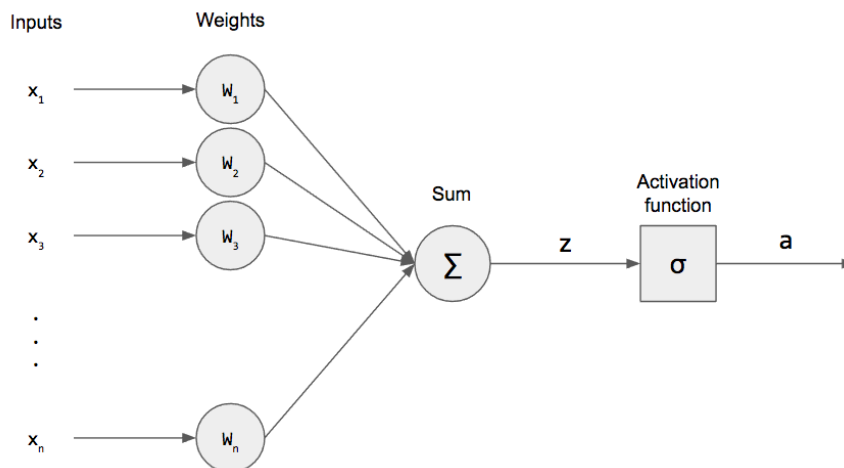 Inputs
Weights
x₁
W₁
x₂
W₂
Sum
Activation
function
x₃
W₃
Σ
z
σ
a
.
.
.
xₙ
Wₙ